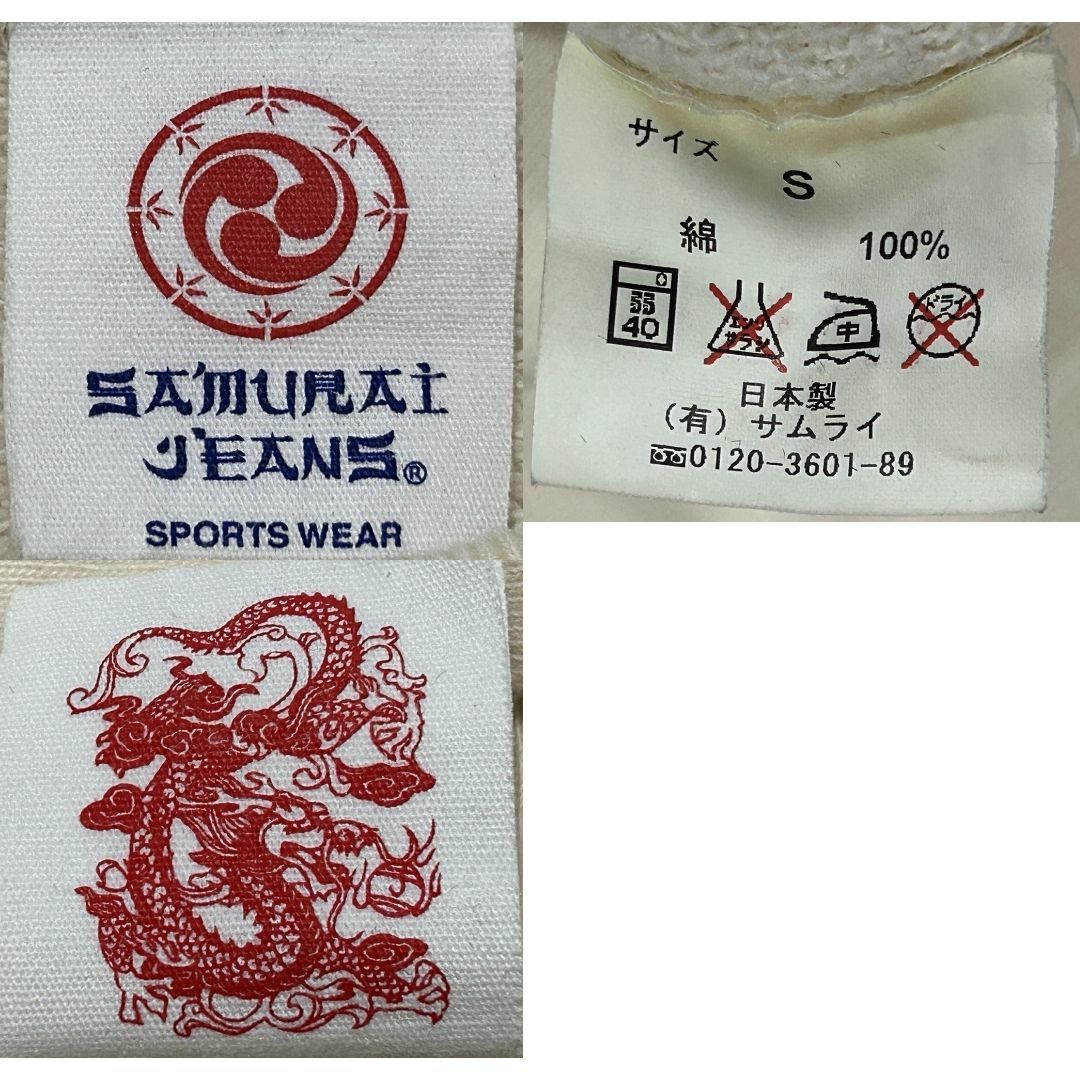 SAMURAI
JEANS®
SPORTS WEAR
サイズ
S
綿 100%
弱
40
エンソ
サラシ
中
ドライ
日本製
(有) サムライ
0120-3601-89